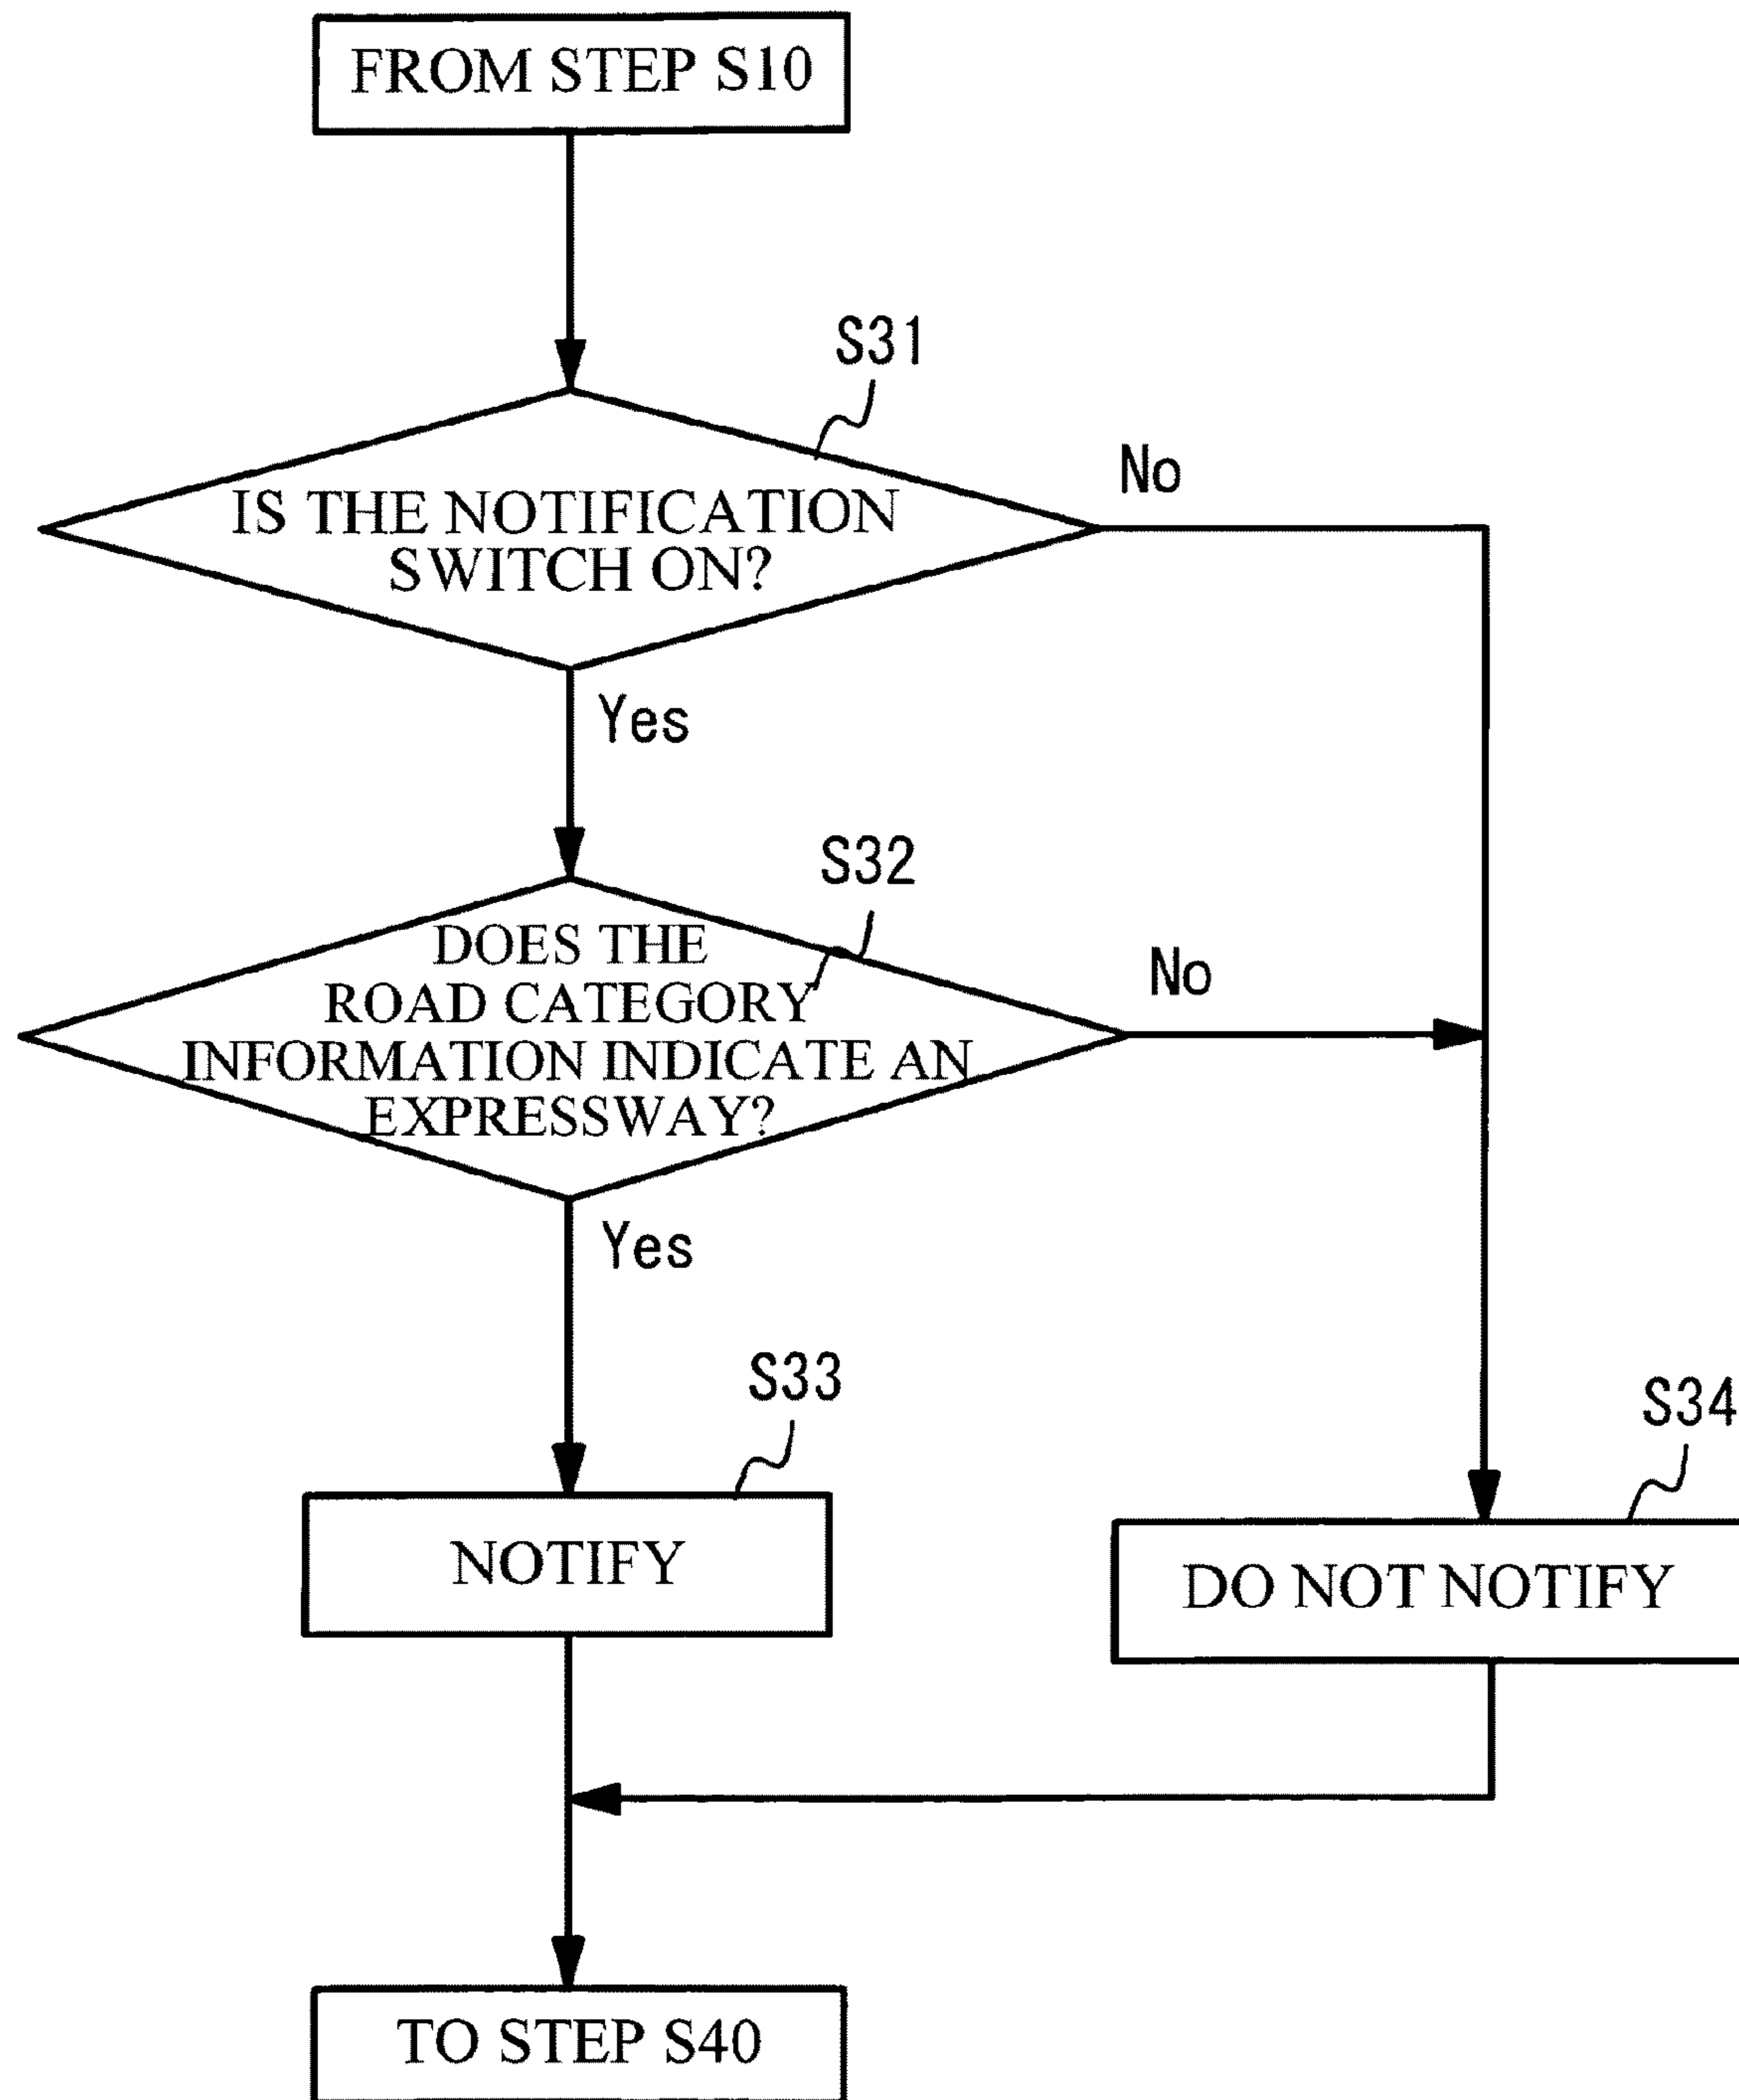 FROM STEP S10
S31
No
IS THE NOTIFICATION
SWITCH ON?
Yes
S32
DOES THE
ROAD CATEGORY
INFORMATION INDICATE AN
EXPRESSWAY?
No
Yes
S33
S34
NOTIFY
DO NOT NOTIFY
TO STEP S40